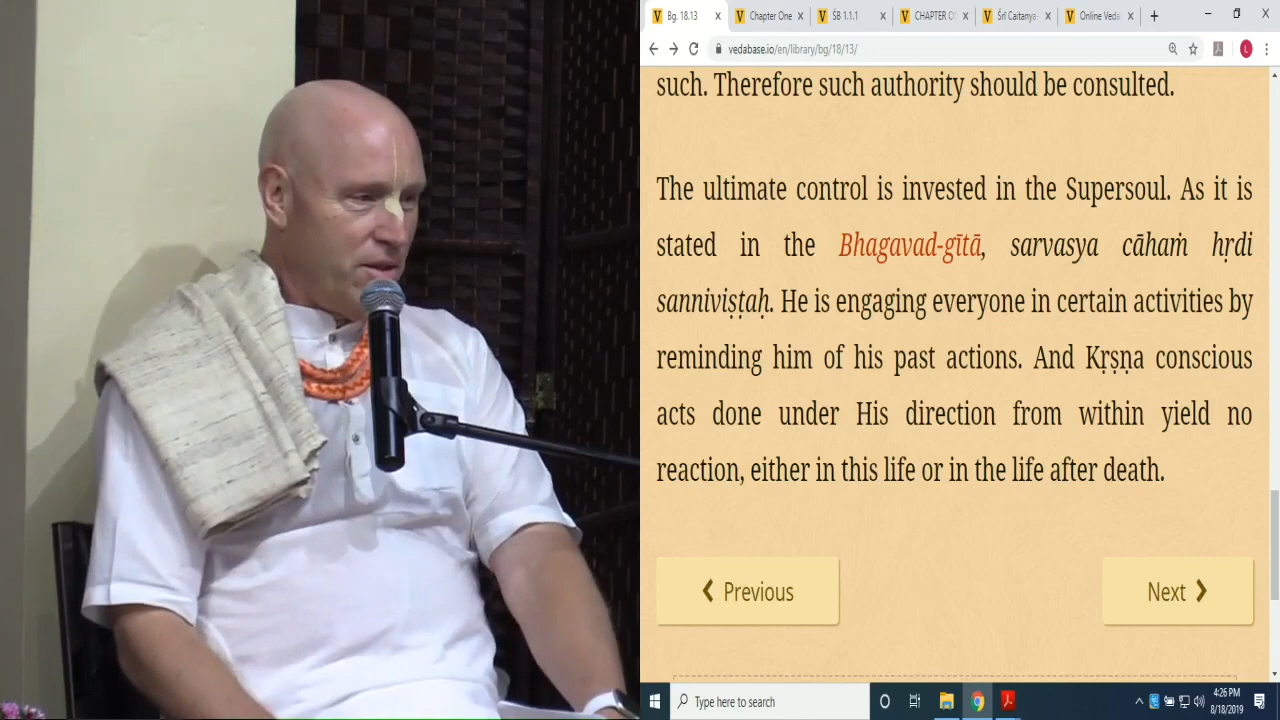 Bg. 18.13
Chapter One
ŚB 1.1.1
CHAPTER O
Śrī Caitanya-
Online Veda
vedabase.io/en/library/bg/18/13/
L
such. Therefore such authority should be consulted.
The ultimate control is invested in the Supersoul. As it is
stated in the Bhagavad-gītā, sarvasya cāhaṁ hṛdi
sanniviṣṭaḥ. He is engaging everyone in certain activities by
reminding him of his past actions. And Kṛṣṇa conscious
acts done under His direction from within yield no
reaction, either in this life or in the life after death.
Previous
Next
Type here to search
4:26 PM
8/18/2019